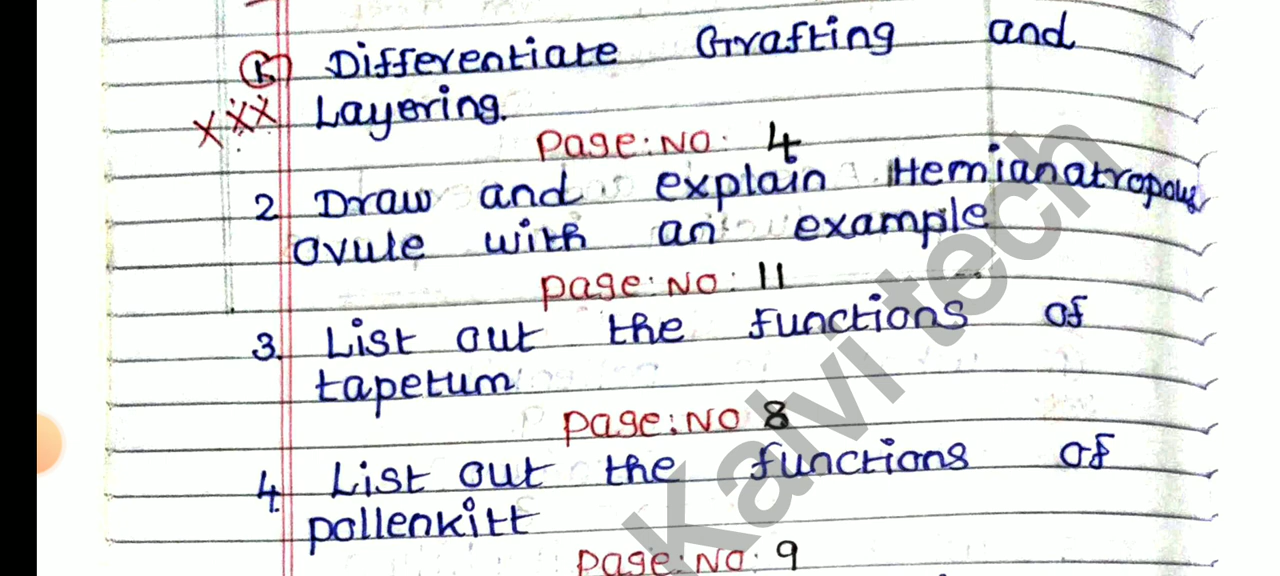 1) Differentiate Grafting and
xxx Layering.
Page: No: 4
2 Draw and explain Hemianatropous
ovule with an example
page: No: 11
3. List out the functions of
tapetum
page: No 8
4. List out the functions of
pollenkitt
page: No: 9
Kalvi tech